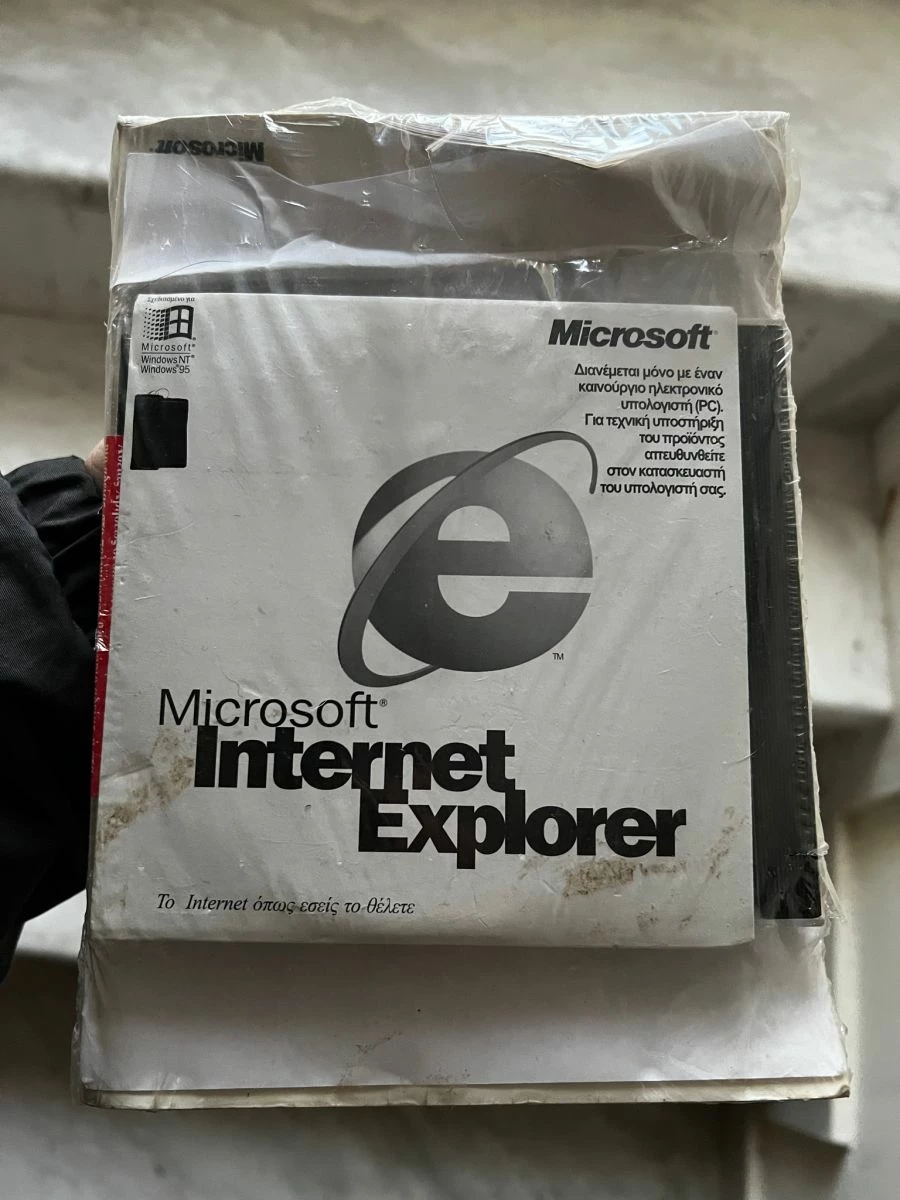 Microsoft
Σχεδιασμένο για
Microsoft®
Windows NT®
Windows®95
Microsoft®
Διανέμεται μόνο με έναν
καινούργιο ηλεκτρονικό
υπολογιστή (PC).
Για τεχνική υποστήριξη
του προϊόντος
απευθυνθείτε
στον κατασκευαστή
του υπολογιστή σας.
TM
Microsoft®
Internet
Explorer
Το Internet όπως εσείς το θέλετε